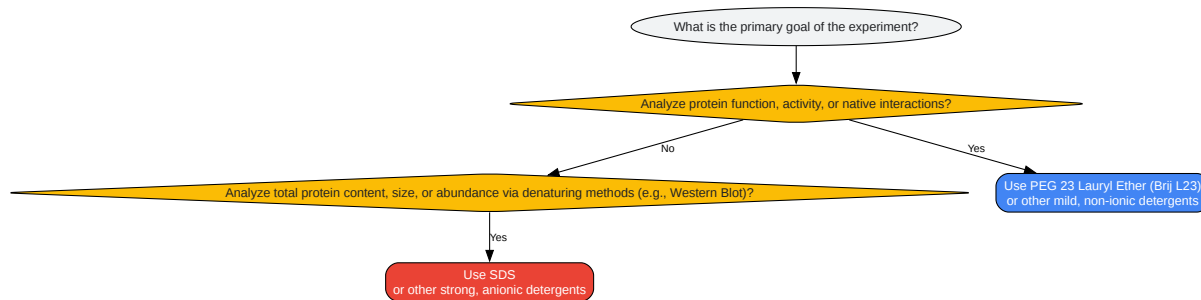 What is the primary goal of the experiment?
Analyze protein function, activity, or native interactions?
No
Yes
Analyze total protein content, size, or abundance via denaturing methods (e.g., Western Blot)?
Use PEG 23 Lauryl Ether (Brij L23)
or other mild, non-ionic detergents
Yes
Use SDS
or other strong, anionic detergents